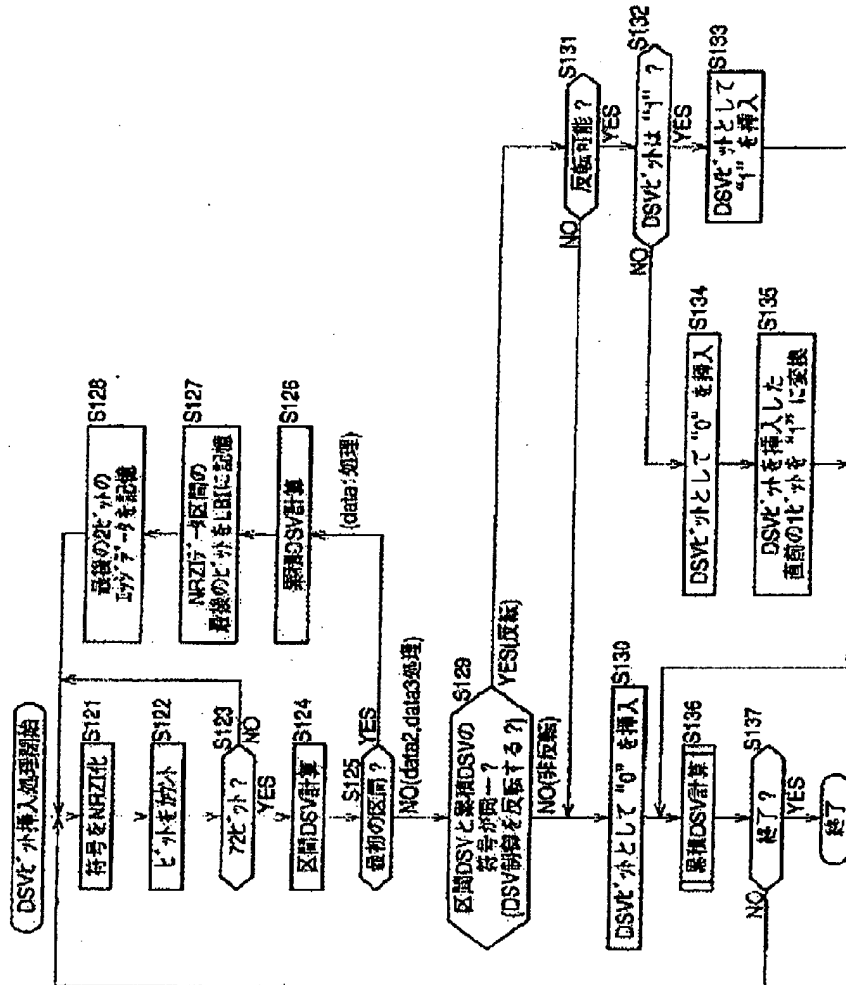 DSVビット挿入処理開始
S121
符号をNRZI化
S122
ビットをカウント
S123
72ビット?
NO
YES
S124
区間DSV計算
S125
最初の区間?
YES
NO(data2,data3処理)
(data1処理)
S126
累積DSV計算
S127
NRZIデータ区間の
最後のビットをLBIに記憶
S128
最後の2ビットの
エッジデータを記憶
S129
区間DSVと累積DSVの
符号が同一?
(DSV制御を反転する?)
YES(反転)
NO(非反転)
S130
DSVビットとして "0" を挿入
S131
反転可能?
NO
YES
S132
DSVビットは "1" ?
NO
YES
S133
DSVビットとして
"1" を挿入
S134
DSVビットとして "0" を挿入
S135
DSVビットを挿入した
直前の1ビットを "1" に変換
S136
累積DSV計算
S137
終了?
NO
YES
終了